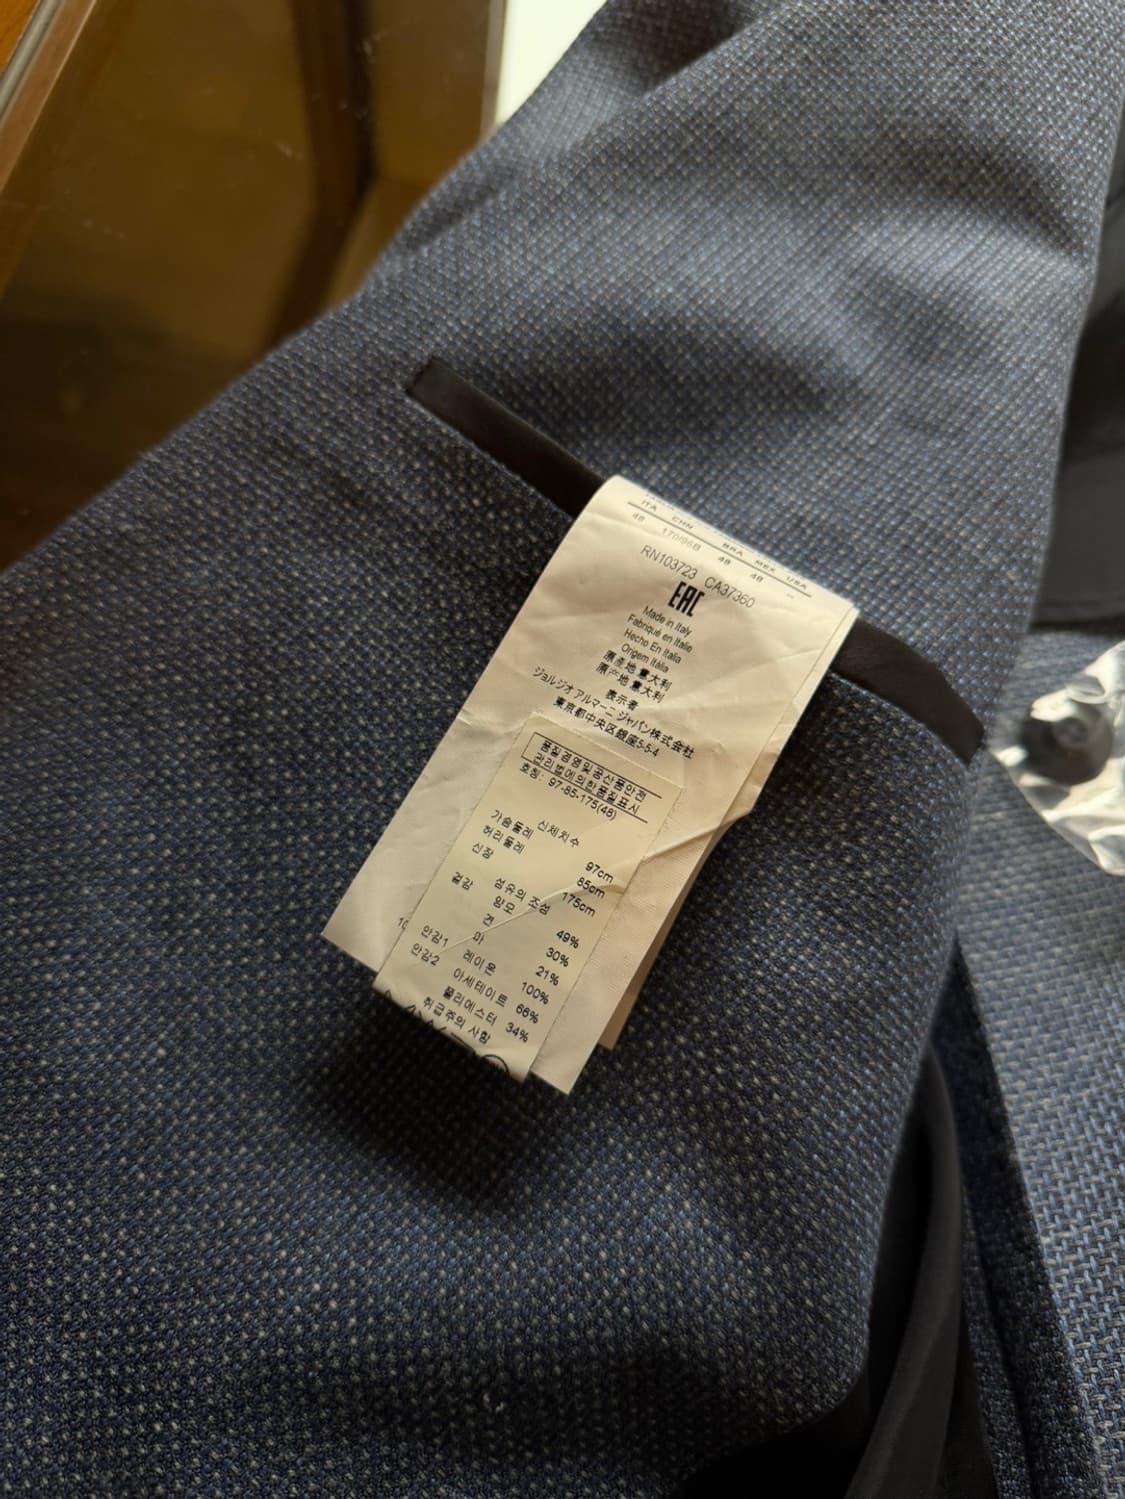 ITA CHN BRA MEX USA
48 170/96B 48 48 --
RN103723 CA37360
EAC
Made in Italy
Fabriqué en Italie
Hecho En Italia
Origem Itália
原産地 意大利
原产地 意大利
表示者
ジョルジオ アルマーニ ジャパン株式会社
東京都中央区銀座5-5-4
품질경영및공산품안전
관리법에의한품질표시
호칭: 97-85-175(48)
신체치수
가슴둘레 97cm
허리둘레 85cm
신장 175cm
섬유의 조성
겉감 양모 49%
견 30%
마 21%
안감1 레이온 100%
안감2 아세테이트 66%
폴리에스터 34%
취급주의 사항
10